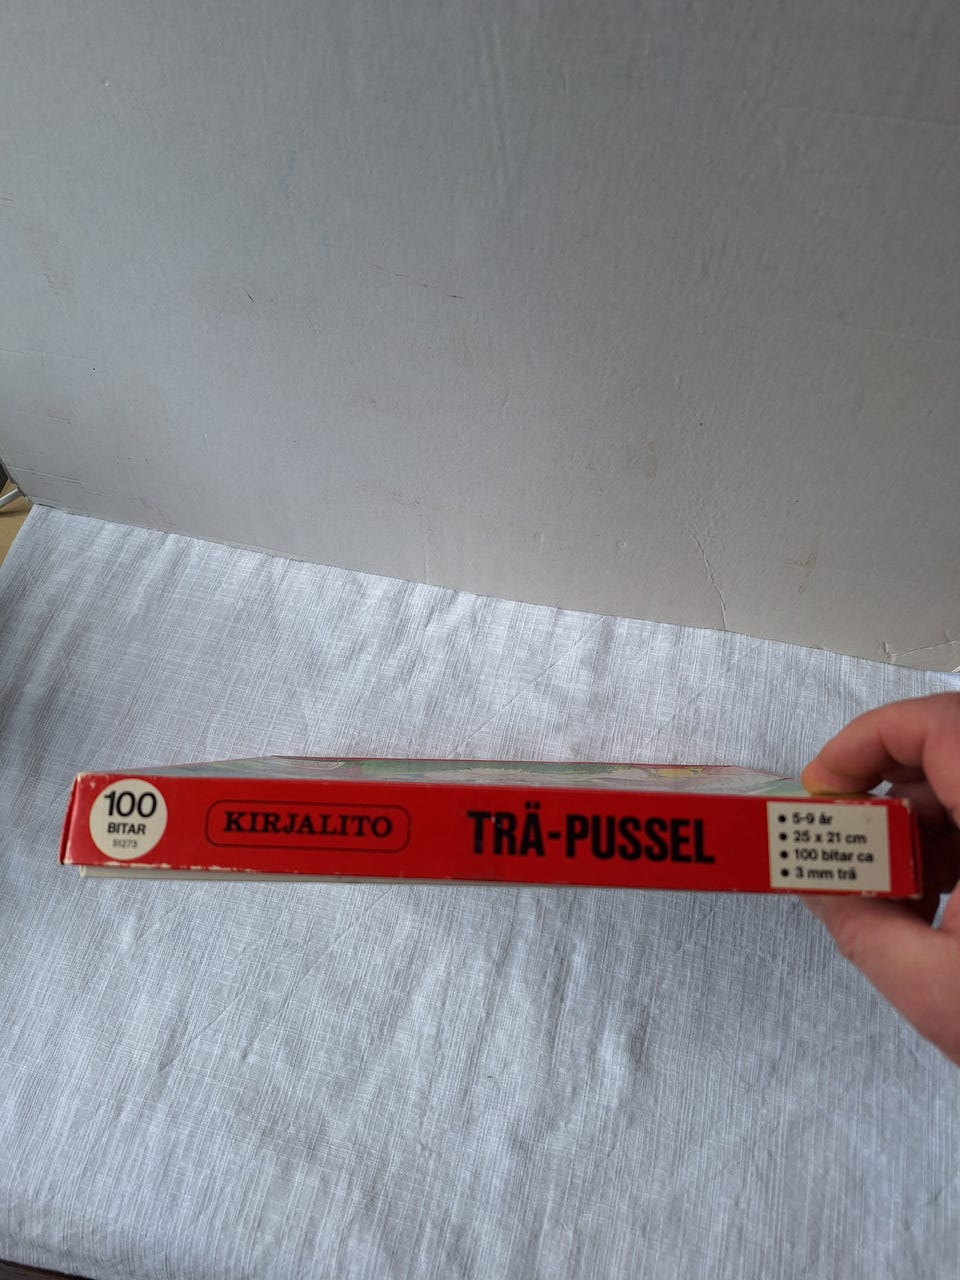 100
BITAR
51273
KIRJALITO
TRÄ-PUSSEL
• 5-9 år
• 25 x 21 cm
• 100 bitar ca
• 3 mm trä